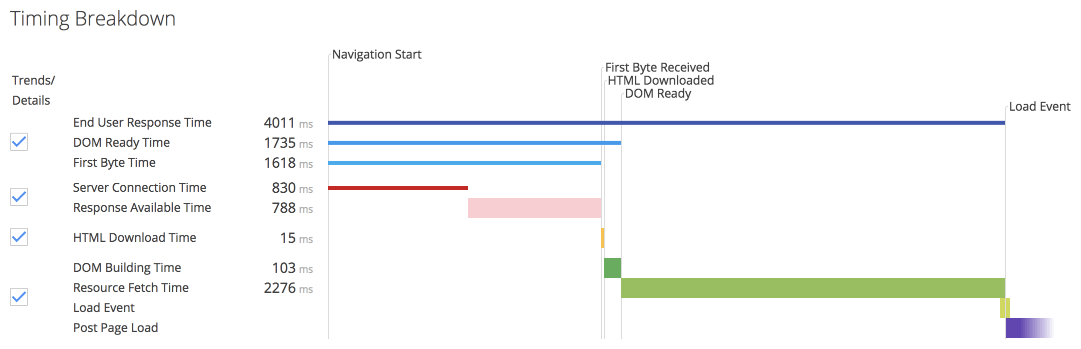 Timing Breakdown
Navigation Start
First Byte Received
HTML Downloaded
DOM Ready
Load Event
Trends/
Details
End User Response Time 4011 ms
DOM Ready Time 1735 ms
First Byte Time 1618 ms
Server Connection Time 830 ms
Response Available Time 788 ms
HTML Download Time 15 ms
DOM Building Time 103 ms
Resource Fetch Time 2276 ms
Load Event
Post Page Load